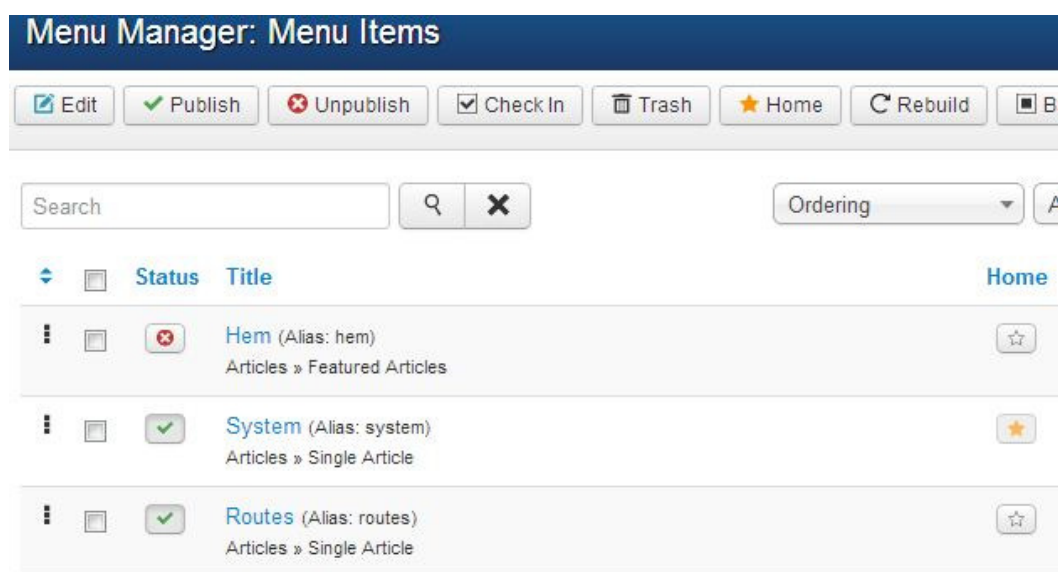 Menu Manager: Menu Items
Edit Publish Unpublish Check In Trash Home Rebuild B
Search Ordering A
Status Title Home
Hem (Alias: hem)
Articles » Featured Articles
System (Alias: system)
Articles » Single Article
Routes (Alias: routes)
Articles » Single Article